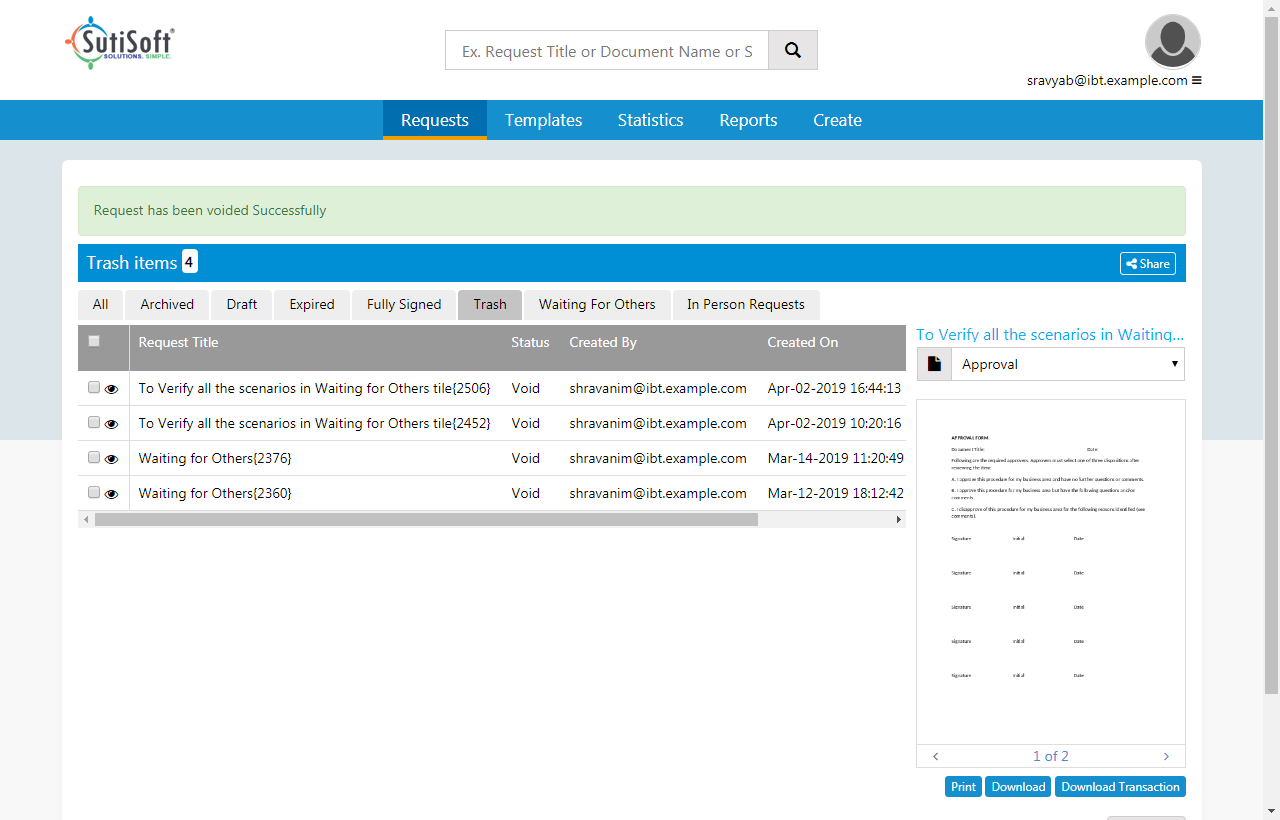 SutiSoft®
SOLUTIONS. SIMPLE.
Ex. Request Title or Document Name or S
sravyab@ibt.example.com
Requests Templates Statistics Reports Create
Request has been voided Successfully
Trash items 4 Share
All Archived Draft Expired Fully Signed Trash Waiting For Others In Person Requests
Request Title Status Created By Created On
To Verify all the scenarios in Waiting for Others tile{2506} Void shravanim@ibt.example.com Apr-02-2019 16:44:13
To Verify all the scenarios in Waiting for Others tile{2452} Void shravanim@ibt.example.com Apr-02-2019 10:20:16
Waiting for Others{2376} Void shravanim@ibt.example.com Mar-14-2019 11:20:49
Waiting for Others{2360} Void shravanim@ibt.example.com Mar-12-2019 18:12:42
To Verify all the scenarios in Waiting...
Approval
APPROVAL FORM
Document Title: Date:
Following are the required approvers. Approvers must select one of three dispositions after
reviewing the item:
A. I approve this procedure for my business area and have no further questions or comments.
B. I approve this procedure for my business area but have the following questions and/or
comments.
C. I disapprove of this procedure for my business area for the following reasons identified (see
comments).
Signature Initial Date
Signature Initial Date
Signature Initial Date
Signature Initial Date
Signature Initial Date
1 of 2
Print Download Download Transaction